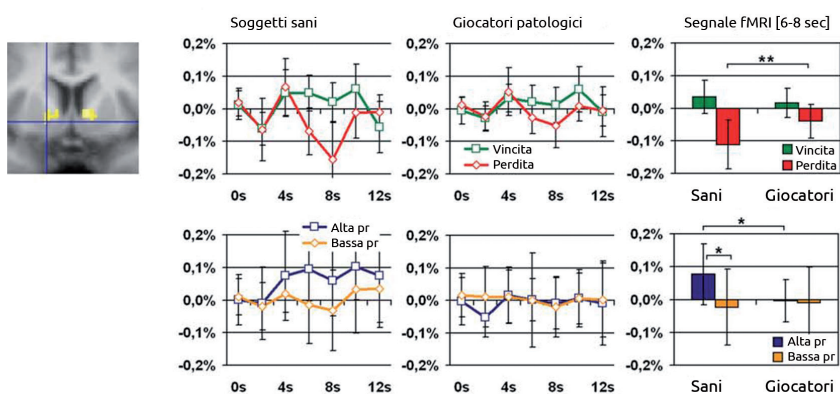 Soggetti sani
Giocatori patologici
Segnale fMRI [6-8 sec]
0,2%
0,1%
0,0%
-0,1%
-0,2%
0s 4s 8s 12s
0,2%
0,1%
0,0%
-0,1%
-0,2%
Vincita
Perdita
0s 4s 8s 12s
0,2%
0,1%
0,0%
-0,1%
-0,2%
**
Vincita
Perdita
Sani Giocatori
0,2%
0,1%
0,0%
-0,1%
-0,2%
Alta pr
Bassa pr
0s 4s 8s 12s
0,2%
0,1%
0,0%
-0,1%
-0,2%
0s 4s 8s 12s
0,2%
0,1%
0,0%
-0,1%
-0,2%
*
*
Alta pr
Bassa pr
Sani Giocatori